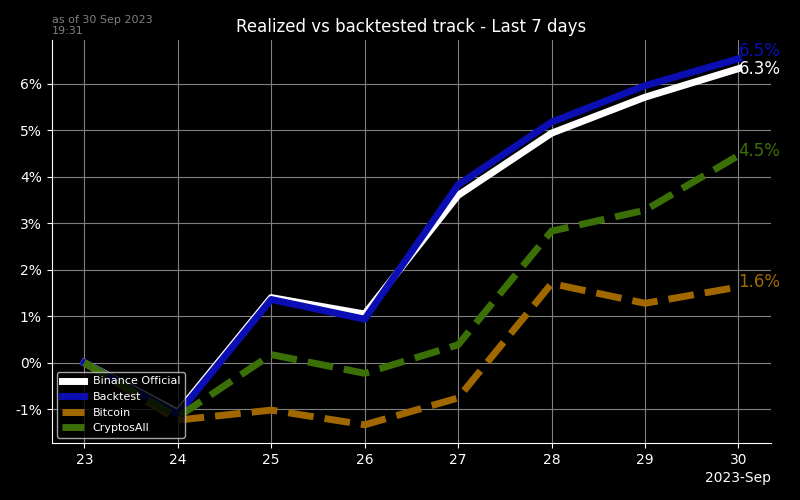 as of 30 Sep 2023
19:31
Realized vs backtested track - Last 7 days
6.5%
6.3%
6%
5%
4.5%
4%
3%
2%
1.6%
1%
0%
-1%
Binance Official
Backtest
Bitcoin
CryptosAll
23 24 25 26 27 28 29 30
2023-Sep